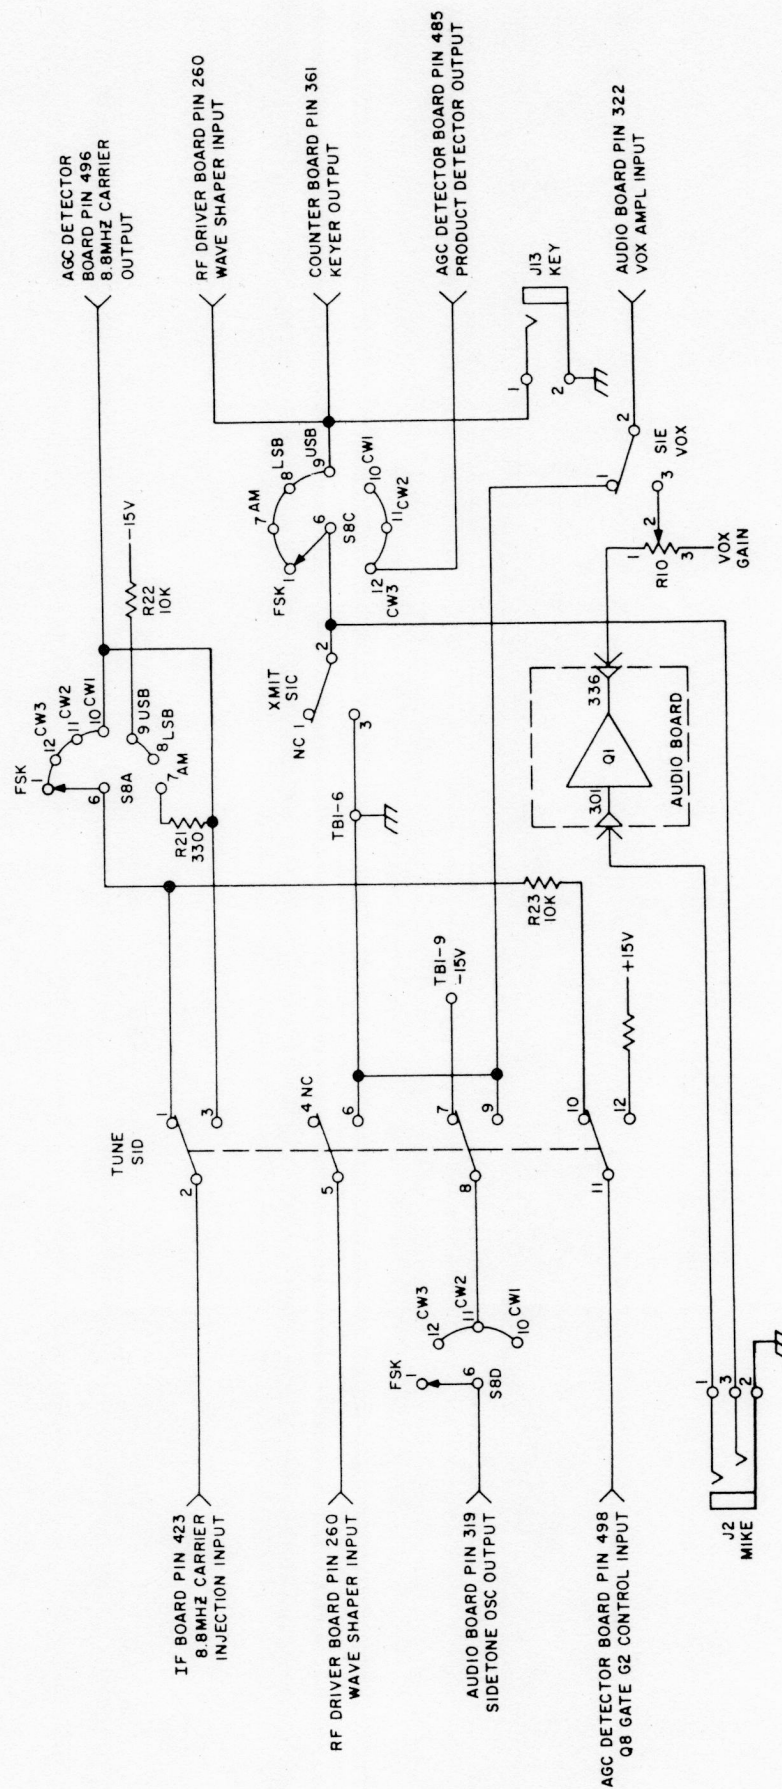 AGC DETECTOR
BOARD PIN 496
8.8MHZ CARRIER
OUTPUT
RF DRIVER BOARD PIN 260
WAVE SHAPER INPUT
COUNTER BOARD PIN 361
KEYER OUTPUT
AGC DETECTOR BOARD PIN 485
PRODUCT DETECTOR OUTPUT
AUDIO BOARD PIN 322
VOX AMPL INPUT
J13
KEY
1
2
FSK
1
12 CW3
11 CW2
10 CW1
9 USB
8 LSB
7 AM
6
S8A
R22
10K
-15V
R21
330
FSK 1
7 AM
8 LSB
9 USB
10 CW1
11 CW2
12 CW3
6
S8C
XMIT
S1C
NC 1
2
3
TB1-6
S1E
VOX
1
2
3
R10
1
2
3
VOX
GAIN
336
Q1
301
AUDIO BOARD
R23
10K
TB1-9
-15V
+15V
TUNE
S1D
1
2
3
4 NC
5
6
7
8
9
10
11
12
FSK
1
12 CW3
11 CW2
10 CW1
6
S8D
IF BOARD PIN 423
8.8MHZ CARRIER
INJECTION INPUT
RF DRIVER BOARD PIN 260
WAVE SHAPER INPUT
AUDIO BOARD PIN 319
SIDETONE OSC OUTPUT
AGC DETECTOR BOARD PIN 498
Q8 GATE G2 CONTROL INPUT
J2
MIKE
1
3
2